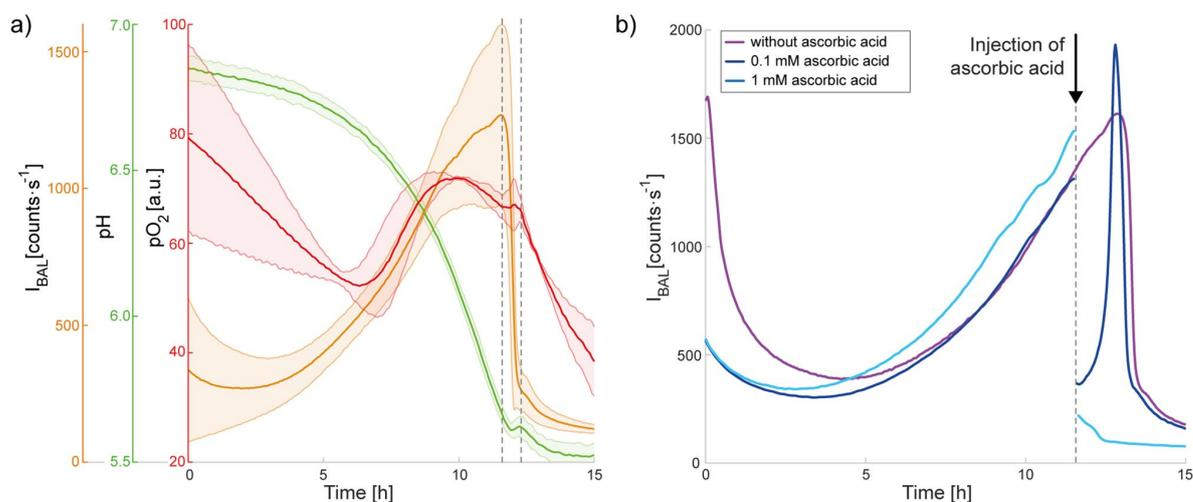 a)
I_BAL[counts·s⁻¹]
1500
1000
500
0
pH
7.0
6.5
6.0
5.5
pO₂ [a.u.]
100
80
60
40
20
0
5
10
15
Time [h]
b)
I_BAL[counts·s⁻¹]
2000
1500
1000
500
0
without ascorbic acid
0.1 mM ascorbic acid
1 mM ascorbic acid
Injection of
ascorbic acid
0
5
10
15
Time [h]